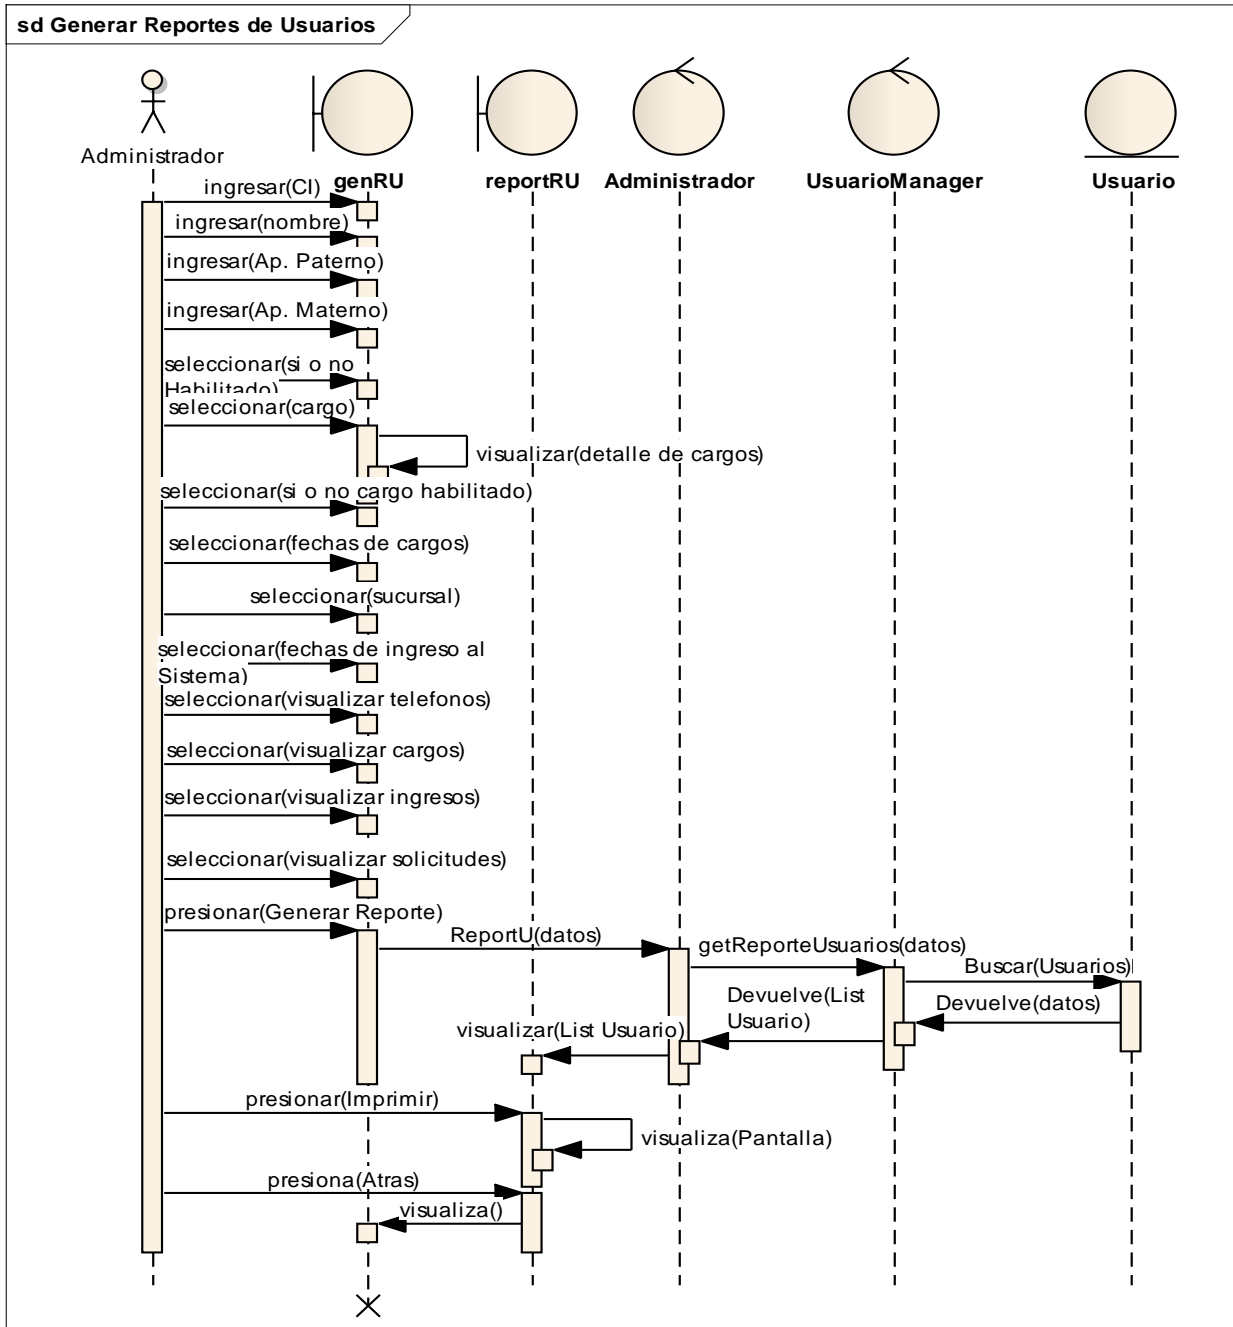 sd Generar Reportes de Usuarios
Administrador
genRU
reportRU
Administrador
UsuarioManager
Usuario
ingresar(CI)
ingresar(nombre)
ingresar(Ap. Paterno)
ingresar(Ap. Materno)
seleccionar(si o no
Habilitado)
seleccionar(cargo)
visualizar(detalle de cargos)
seleccionar(si o no cargo habilitado)
seleccionar(fechas de cargos)
seleccionar(sucursal)
seleccionar(fechas de ingreso al
Sistema)
seleccionar(visualizar telefonos)
seleccionar(visualizar cargos)
seleccionar(visualizar ingresos)
seleccionar(visualizar solicitudes)
presionar(Generar Reporte)
ReportU(datos)
getReporteUsuarios(datos)
Buscar(Usuarios)
Devuelve(datos)
Devuelve(List
Usuario)
visualizar(List Usuario)
presionar(Imprimir)
visualiza(Pantalla)
presiona(Atras)
visualiza()